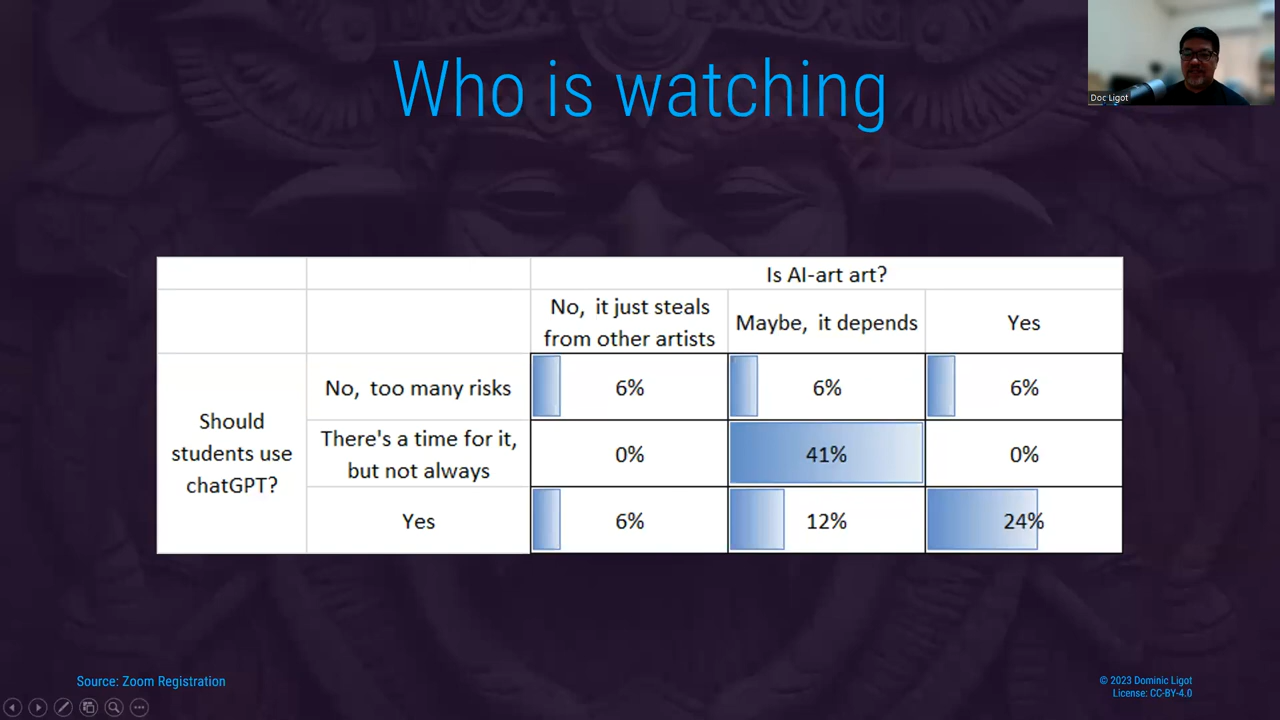 Who is watching
Doc Ligot
Is AI-art art?
No, it just steals
from other artists
Maybe, it depends
Yes
Should
students use
chatGPT?
No, too many risks
6%
6%
6%
There's a time for it,
but not always
0%
41%
0%
Yes
6%
12%
24%
Source: Zoom Registration
© 2023 Dominic Ligot
License: CC-BY-4.0